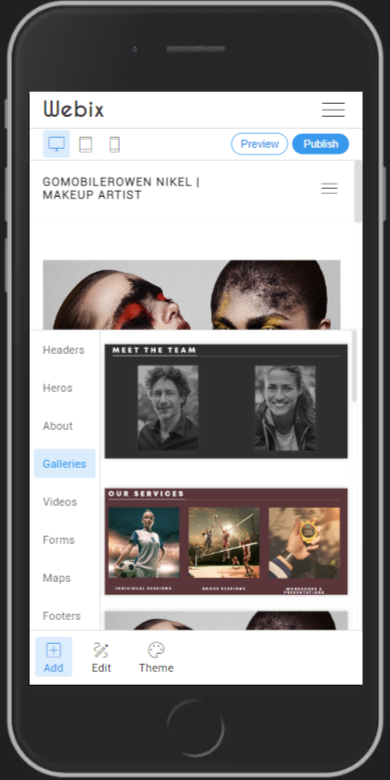 Webix
Preview
Publish
GOMOBILEROWEN NIKEL |
MAKEUP ARTIST
Headers
Heros
About
Galleries
Videos
Forms
Maps
Footers
MEET THE TEAM
OUR SERVICES
INDIVIDUAL SESSIONS
GROUP SESSIONS
WORKSHOPS &
PRESENTATIONS
Add
Edit
Theme